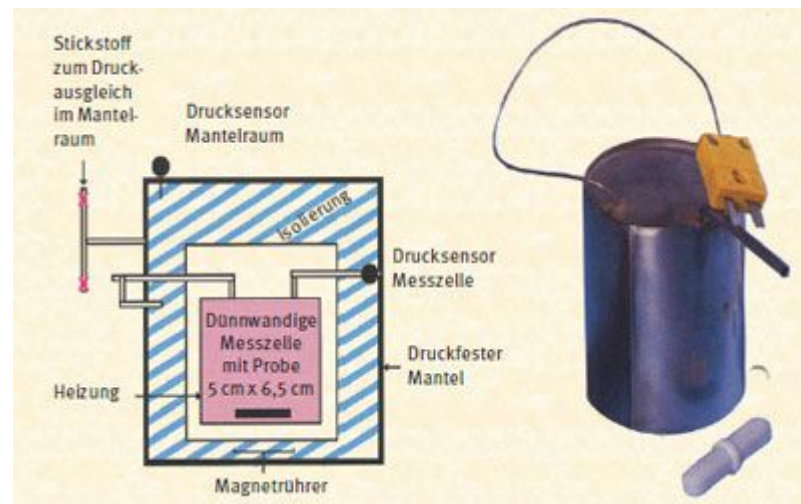 Stickstoff
zum Druck-
ausgleich
im Mantel-
raum
Drucksensor
Mantelraum
Isolierung
Drucksensor
Messzelle
Dünnwandige
Messzelle
mit Probe
5 cm x 6,5 cm
Druckfester
Mantel
Heizung
Magnetrührer